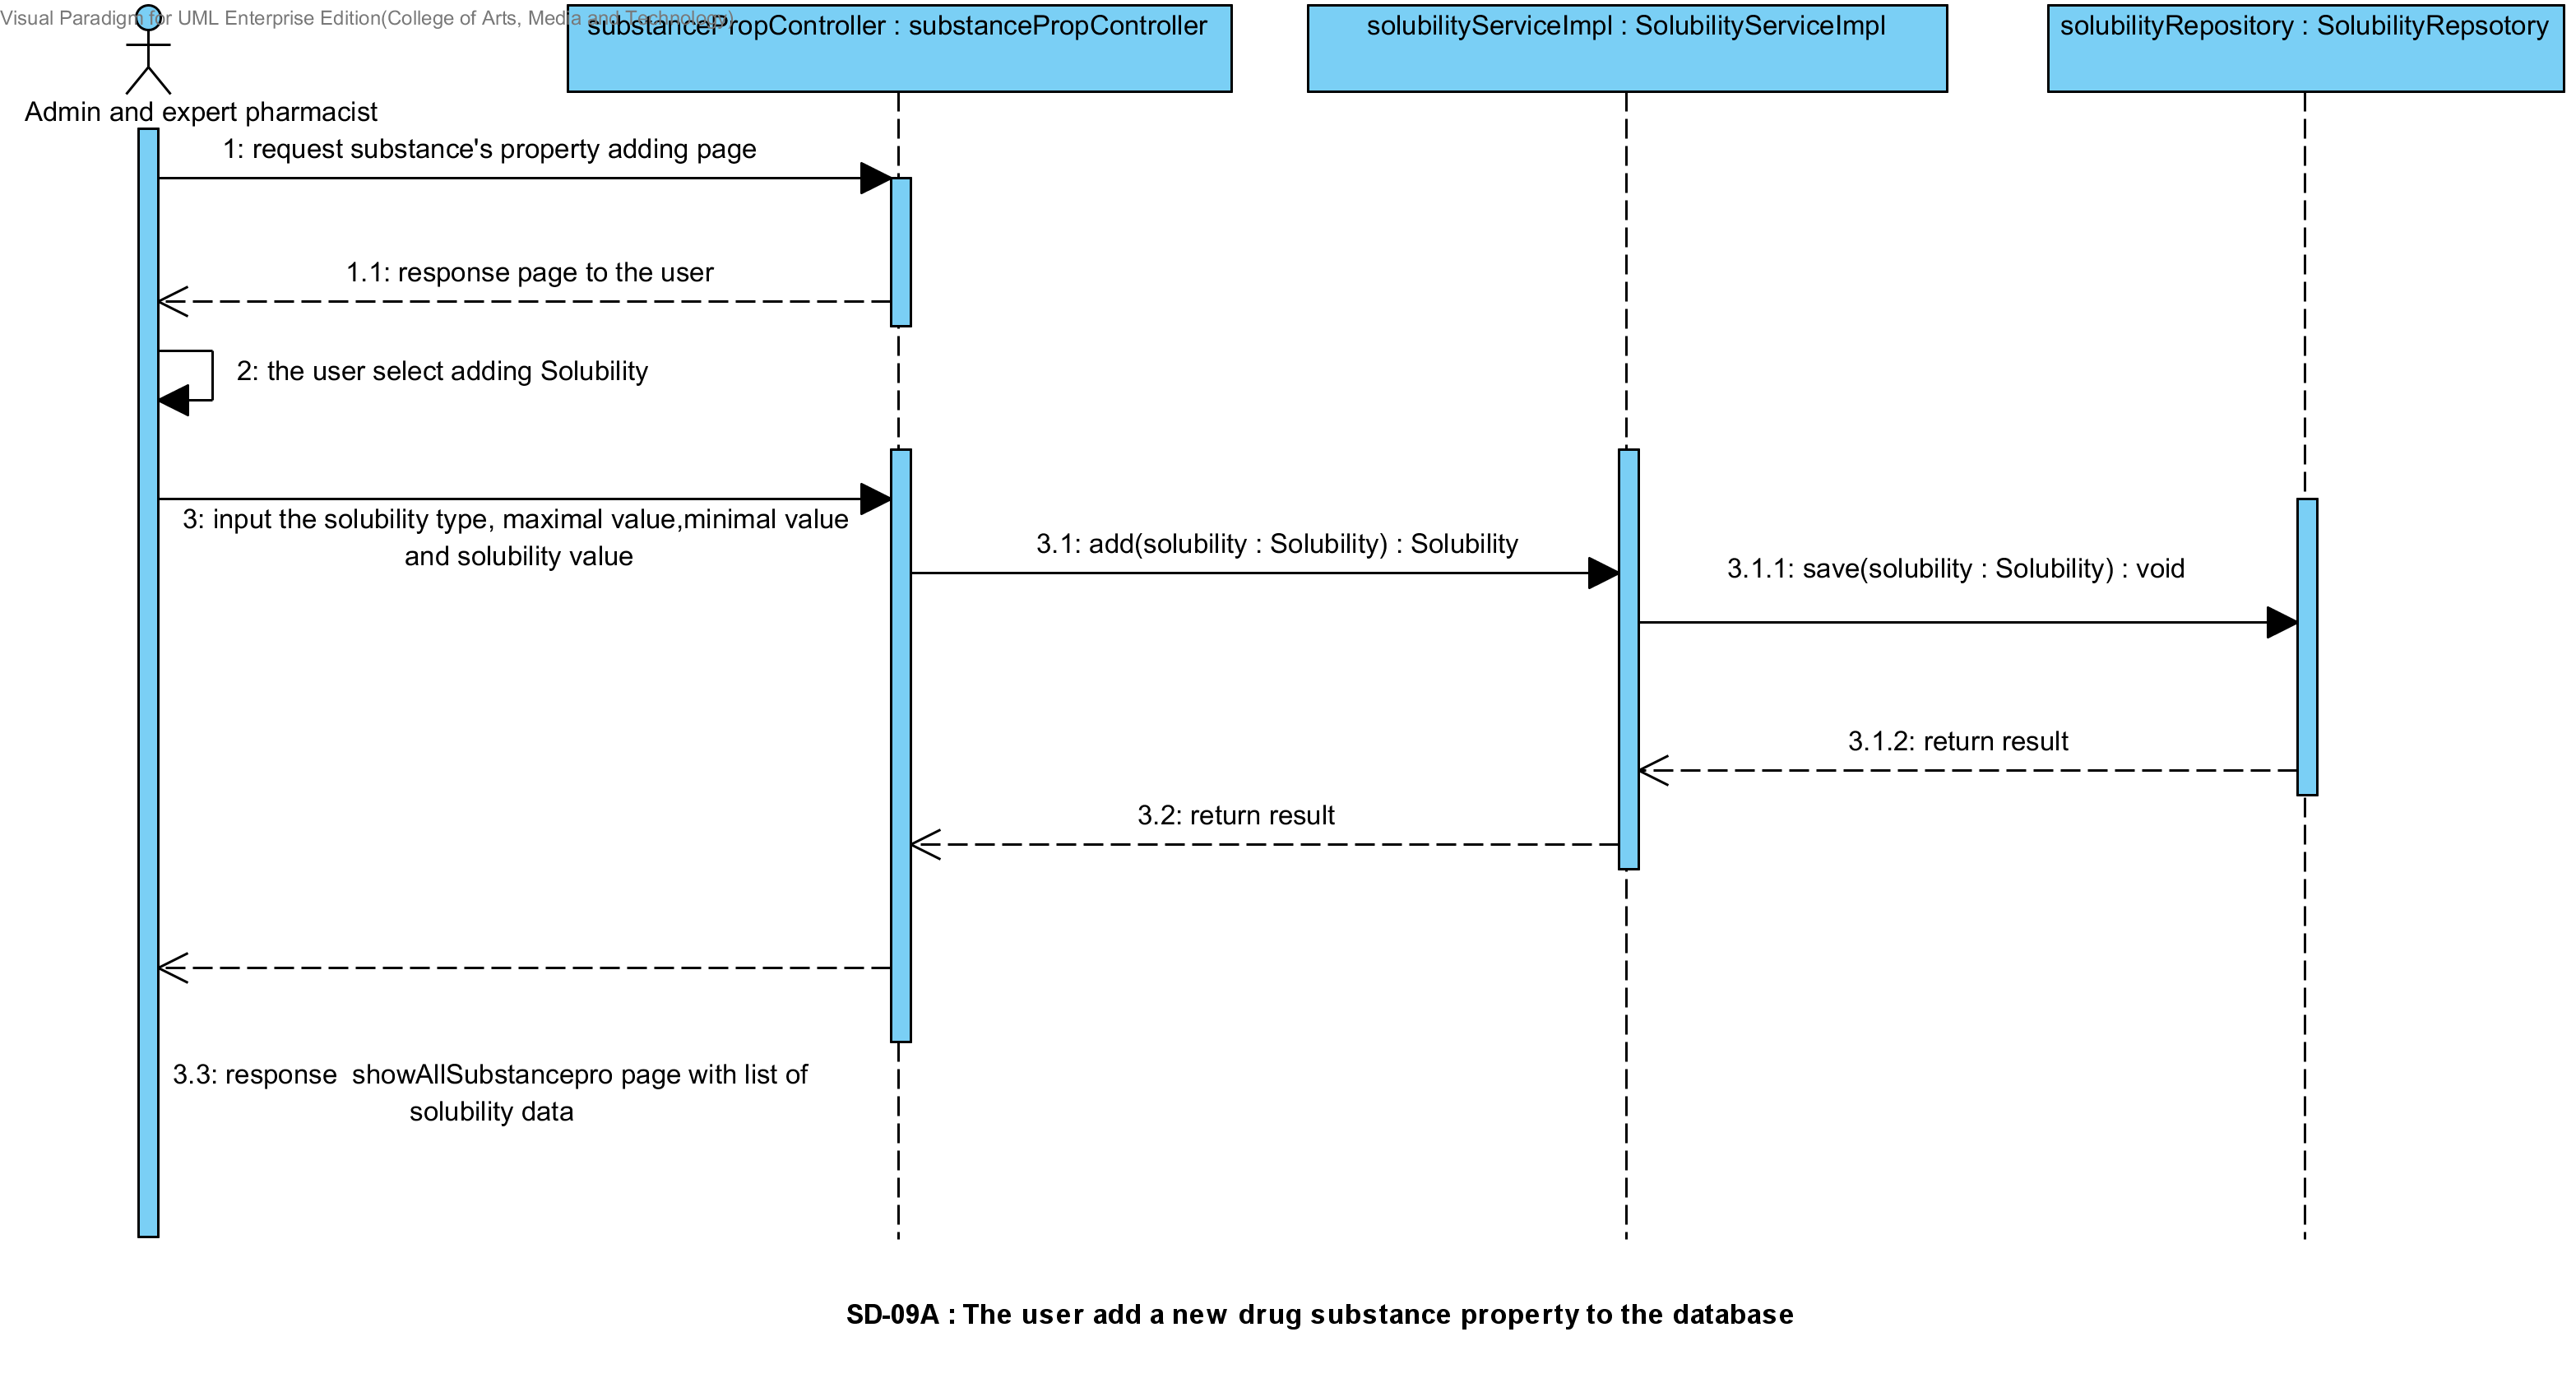 Visual Paradigm for UML Enterprise Edition(College of Arts, Media and Technology)
substancePropController : substancePropController
solubilityServiceImpl : SolubilityServiceImpl
solubilityRepository : SolubilityRepsotory
Admin and expert pharmacist
1: request substance's property adding page
1.1: response page to the user
2: the user select adding Solubility
3: input the solubility type, maximal value,minimal value
and solubility value
3.1: add(solubility : Solubility) : Solubility
3.1.1: save(solubility : Solubility) : void
3.1.2: return result
3.2: return result
3.3: response  showAllSubstancepro page with list of
solubility data
SD-09A : The user add a new drug substance property to the database